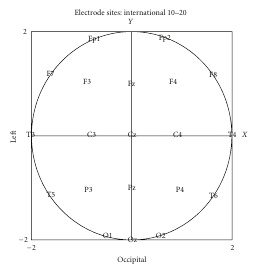 Electrode sites: international 10–20
Y
2
Fp1 Fp2
F7 F8
F3 Fz F4
Left T3 C3 Cz C4 T4 X
P3 Pz P4
T5 T6
O1 O2
−2 Oz
−2 2
Occipital